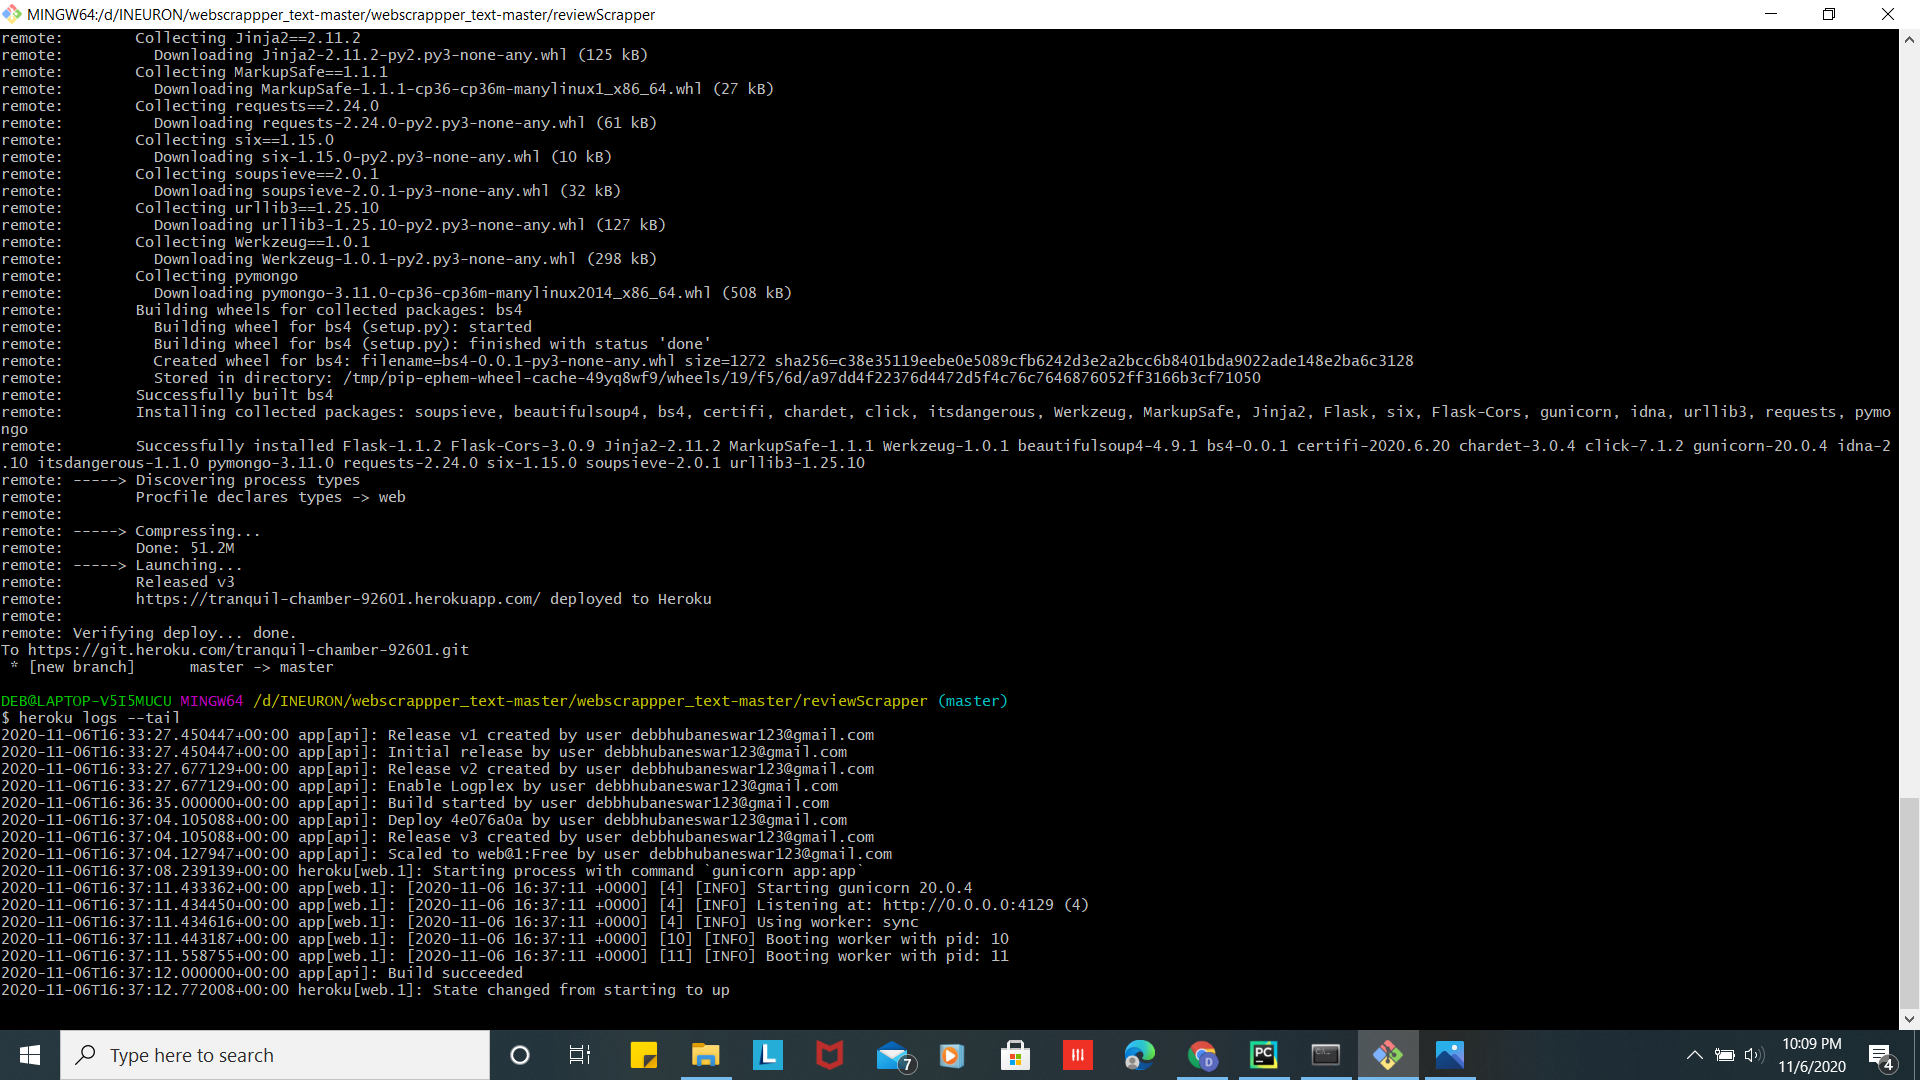 MINGW64:/d/INEURON/webscrappper_text-master/webscrappper_text-master/reviewScrapper
remote:        Collecting Jinja2==2.11.2
remote:          Downloading Jinja2-2.11.2-py2.py3-none-any.whl (125 kB)
remote:        Collecting MarkupSafe==1.1.1
remote:          Downloading MarkupSafe-1.1.1-cp36-cp36m-manylinux1_x86_64.whl (27 kB)
remote:        Collecting requests==2.24.0
remote:          Downloading requests-2.24.0-py2.py3-none-any.whl (61 kB)
remote:        Collecting six==1.15.0
remote:          Downloading six-1.15.0-py2.py3-none-any.whl (10 kB)
remote:        Collecting soupsieve==2.0.1
remote:          Downloading soupsieve-2.0.1-py3-none-any.whl (32 kB)
remote:        Collecting urllib3==1.25.10
remote:          Downloading urllib3-1.25.10-py2.py3-none-any.whl (127 kB)
remote:        Collecting Werkzeug==1.0.1
remote:          Downloading Werkzeug-1.0.1-py2.py3-none-any.whl (298 kB)
remote:        Collecting pymongo
remote:          Downloading pymongo-3.11.0-cp36-cp36m-manylinux2014_x86_64.whl (508 kB)
remote:        Building wheels for collected packages: bs4
remote:          Building wheel for bs4 (setup.py): started
remote:          Building wheel for bs4 (setup.py): finished with status 'done'
remote:          Created wheel for bs4: filename=bs4-0.0.1-py3-none-any.whl size=1272 sha256=c38e35119eebe0e5089cfb6242d3e2a2bcc6b8401bda9022ade148e2ba6c3128
remote:          Stored in directory: /tmp/pip-ephem-wheel-cache-49yq8wf9/wheels/19/f5/6d/a97dd4f22376d4472d5f4c76c7646876052ff3166b3cf71050
remote:        Successfully built bs4
remote:        Installing collected packages: soupsieve, beautifulsoup4, bs4, certifi, chardet, click, itsdangerous, Werkzeug, MarkupSafe, Jinja2, Flask, six, Flask-Cors, gunicorn, idna, urllib3, requests, pymo
ngo
remote:        Successfully installed Flask-1.1.2 Flask-Cors-3.0.9 Jinja2-2.11.2 MarkupSafe-1.1.1 Werkzeug-1.0.1 beautifulsoup4-4.9.1 bs4-0.0.1 certifi-2020.6.20 chardet-3.0.4 click-7.1.2 gunicorn-20.0.4 idna-2
.10 itsdangerous-1.1.0 pymongo-3.11.0 requests-2.24.0 six-1.15.0 soupsieve-2.0.1 urllib3-1.25.10
remote: -----> Discovering process types
remote:        Procfile declares types -> web
remote:
remote: -----> Compressing...
remote:        Done: 51.2M
remote: -----> Launching...
remote:        Released v3
remote:        https://tranquil-chamber-92601.herokuapp.com/ deployed to Heroku
remote:
remote: Verifying deploy... done.
To https://git.heroku.com/tranquil-chamber-92601.git
 * [new branch]      master -> master
DEB@LAPTOP-V5I5MUCU MINGW64 /d/INEURON/webscrappper_text-master/webscrappper_text-master/reviewScrapper (master)
$ heroku logs --tail
2020-11-06T16:33:27.450447+00:00 app[api]: Release v1 created by user debbhubaneswar123@gmail.com
2020-11-06T16:33:27.450447+00:00 app[api]: Initial release by user debbhubaneswar123@gmail.com
2020-11-06T16:33:27.677129+00:00 app[api]: Release v2 created by user debbhubaneswar123@gmail.com
2020-11-06T16:33:27.677129+00:00 app[api]: Enable Logplex by user debbhubaneswar123@gmail.com
2020-11-06T16:36:35.000000+00:00 app[api]: Build started by user debbhubaneswar123@gmail.com
2020-11-06T16:37:04.105088+00:00 app[api]: Deploy 4e076a0a by user debbhubaneswar123@gmail.com
2020-11-06T16:37:04.105088+00:00 app[api]: Release v3 created by user debbhubaneswar123@gmail.com
2020-11-06T16:37:04.127947+00:00 app[api]: Scaled to web@1:Free by user debbhubaneswar123@gmail.com
2020-11-06T16:37:08.239139+00:00 heroku[web.1]: Starting process with command `gunicorn app:app`
2020-11-06T16:37:11.433362+00:00 app[web.1]: [2020-11-06 16:37:11 +0000] [4] [INFO] Starting gunicorn 20.0.4
2020-11-06T16:37:11.434450+00:00 app[web.1]: [2020-11-06 16:37:11 +0000] [4] [INFO] Listening at: http://0.0.0.0:4129 (4)
2020-11-06T16:37:11.434616+00:00 app[web.1]: [2020-11-06 16:37:11 +0000] [4] [INFO] Using worker: sync
2020-11-06T16:37:11.443187+00:00 app[web.1]: [2020-11-06 16:37:11 +0000] [10] [INFO] Booting worker with pid: 10
2020-11-06T16:37:11.558755+00:00 app[web.1]: [2020-11-06 16:37:11 +0000] [11] [INFO] Booting worker with pid: 11
2020-11-06T16:37:12.000000+00:00 app[api]: Build succeeded
2020-11-06T16:37:12.772008+00:00 heroku[web.1]: State changed from starting to up
Type here to search
L
7
D
PC
10:09 PM
11/6/2020
4